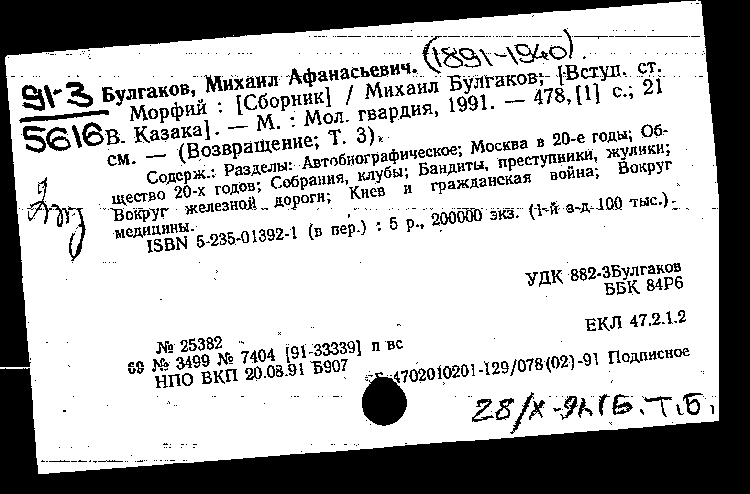 (1891-1940)
91-3 Булгаков, Михаил Афанасьевич.
5616 Морфий : [Сборник] / Михаил Булгаков; [Вступ. ст.
В. Казака]. — М. : Мол. гвардия, 1991. — 478, [1] с.; 21
см. — (Возвращение; Т. 3).
Содерж.: Разделы: Автобиографическое; Москва в 20-е годы; Об-
щество 20-х годов; Собрания, клубы; Бандиты, преступники, жулики;
Вокруг железной дороги; Киев и гражданская война; Вокруг
медицины.
ISBN 5-235-01392-1 (в пер.) : 5 р., 200000 экз. (1-й з-д 100 тыс.).
УДК 882-3Булгаков
ББК 84Р6
ЕКЛ 47.2.1.2
№ 25382
69 № 3499 № 7404 [91-33339] п вс
НПО ВКП 20.08.91 Б907
4702010201-129/078(02)-91 Подписное
28/X-91 Б.Т.Б.